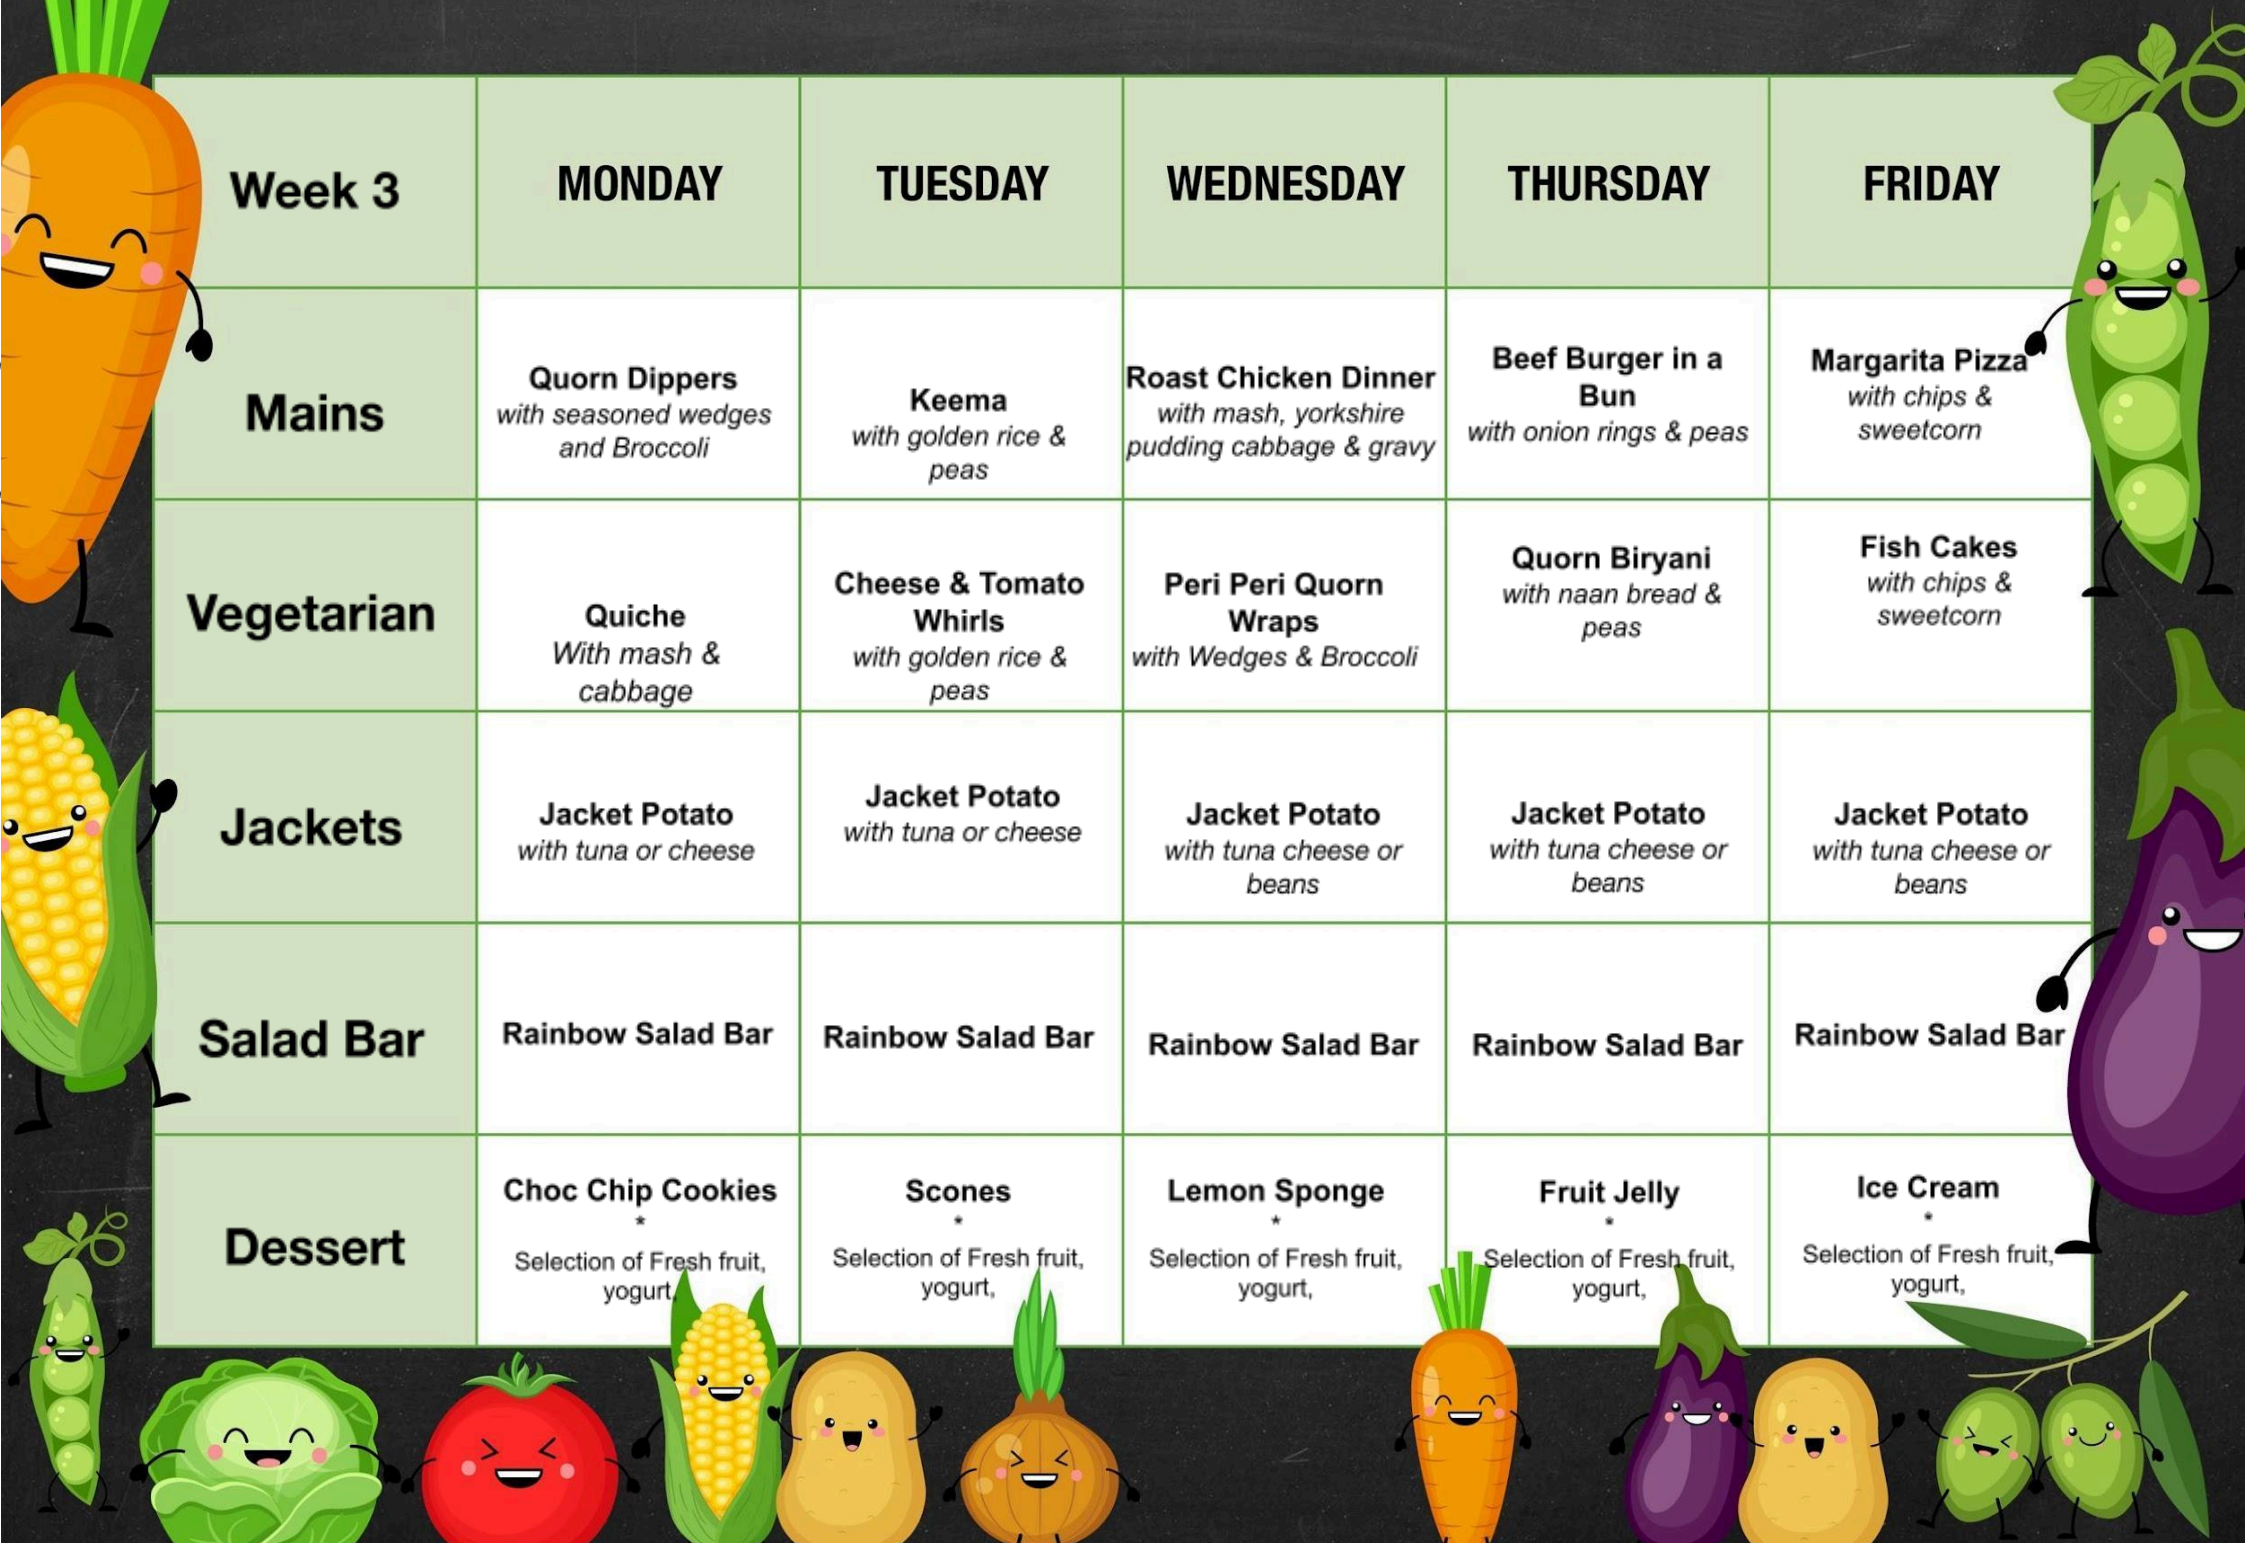 Week 3
MONDAY
TUESDAY
WEDNESDAY
THURSDAY
FRIDAY
Mains
Quorn Dippers
with seasoned wedges
and Broccoli
Keema
with golden rice &
peas
Roast Chicken Dinner
with mash, yorkshire
pudding cabbage & gravy
Beef Burger in a
Bun
with onion rings & peas
Margarita Pizza
with chips &
sweetcorn
Vegetarian
Quiche
With mash &
cabbage
Cheese & Tomato
Whirls
with golden rice &
peas
Peri Peri Quorn
Wraps
with Wedges & Broccoli
Quorn Biryani
with naan bread &
peas
Fish Cakes
with chips &
sweetcorn
Jackets
Jacket Potato
with tuna or cheese
Jacket Potato
with tuna or cheese
Jacket Potato
with tuna cheese or
beans
Jacket Potato
with tuna cheese or
beans
Jacket Potato
with tuna cheese or
beans
Salad Bar
Rainbow Salad Bar
Rainbow Salad Bar
Rainbow Salad Bar
Rainbow Salad Bar
Rainbow Salad Bar
Dessert
Choc Chip Cookies
*
Selection of Fresh fruit,
yogurt,
Scones
*
Selection of Fresh fruit,
yogurt,
Lemon Sponge
*
Selection of Fresh fruit,
yogurt,
Fruit Jelly
*
Selection of Fresh fruit,
yogurt,
Ice Cream
*
Selection of Fresh fruit,
yogurt,